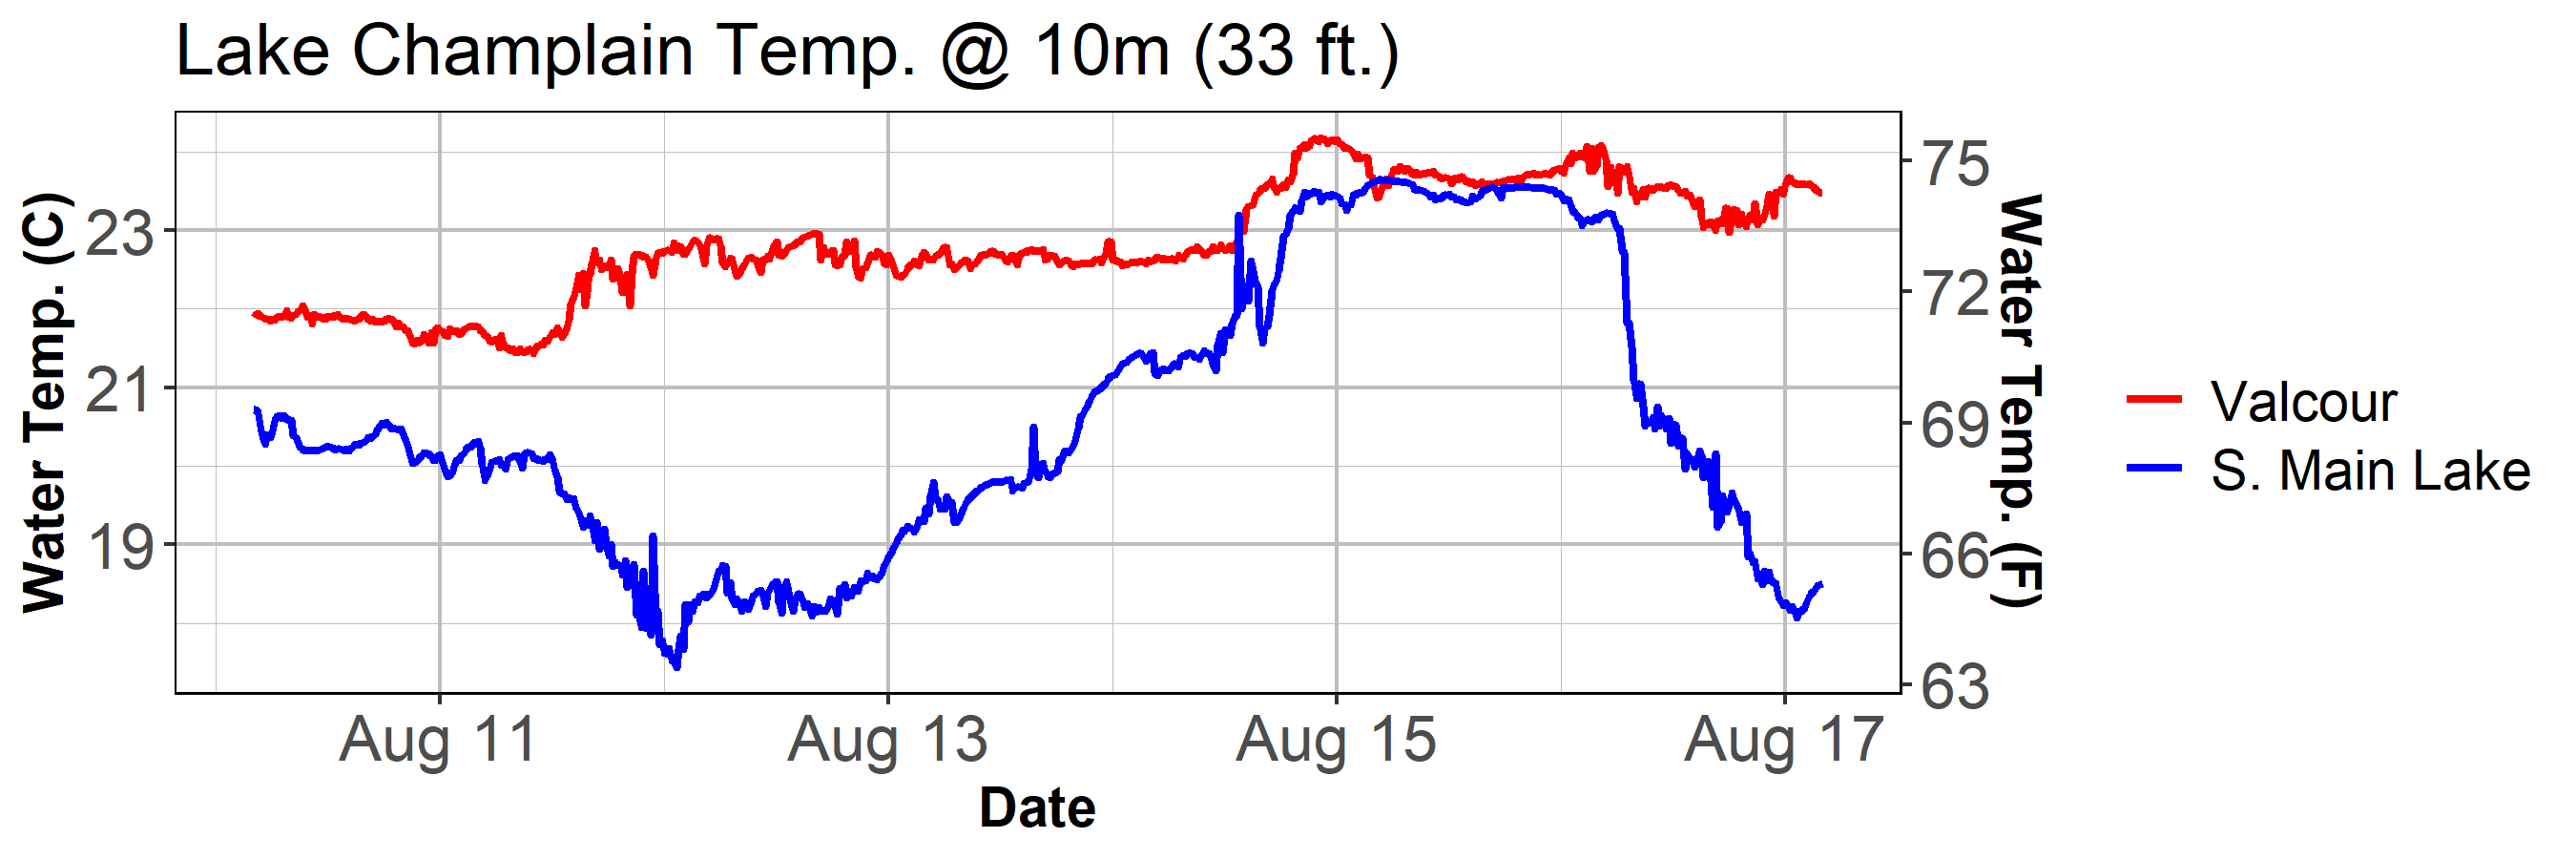 Lake Champlain Temp. @ 10m (33 ft.)
Water Temp. (C)
23
21
19
75
72
69
66
63
Water Temp. (F)
Aug 11
Aug 13
Aug 15
Aug 17
Date
Valcour
S. Main Lake